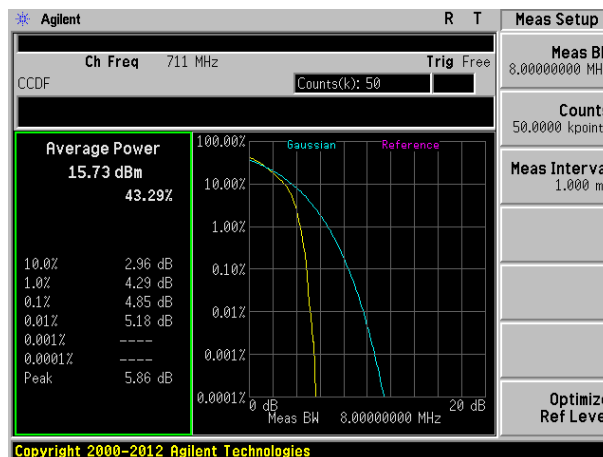 Agilent R T
Ch Freq 711 MHz Trig Free
CCDF Counts(k): 50
Average Power
15.73 dBm
43.29%
10.0% 2.96 dB
1.0% 4.29 dB
0.1% 4.85 dB
0.01% 5.18 dB
0.001% ----
0.0001% ----
Peak 5.86 dB
Gaussian Reference
100.00%
10.00%
1.00%
0.10%
0.01%
0.001%
0.0001%
0 dB 20 dB
Meas BW 8.00000000 MHz
Meas Setup
Meas B
8.00000000 MH
Counts
50.0000 kpoint
Meas Interva
1.000 m
Optimize
Ref Leve
Copyright 2000-2012 Agilent Technologies